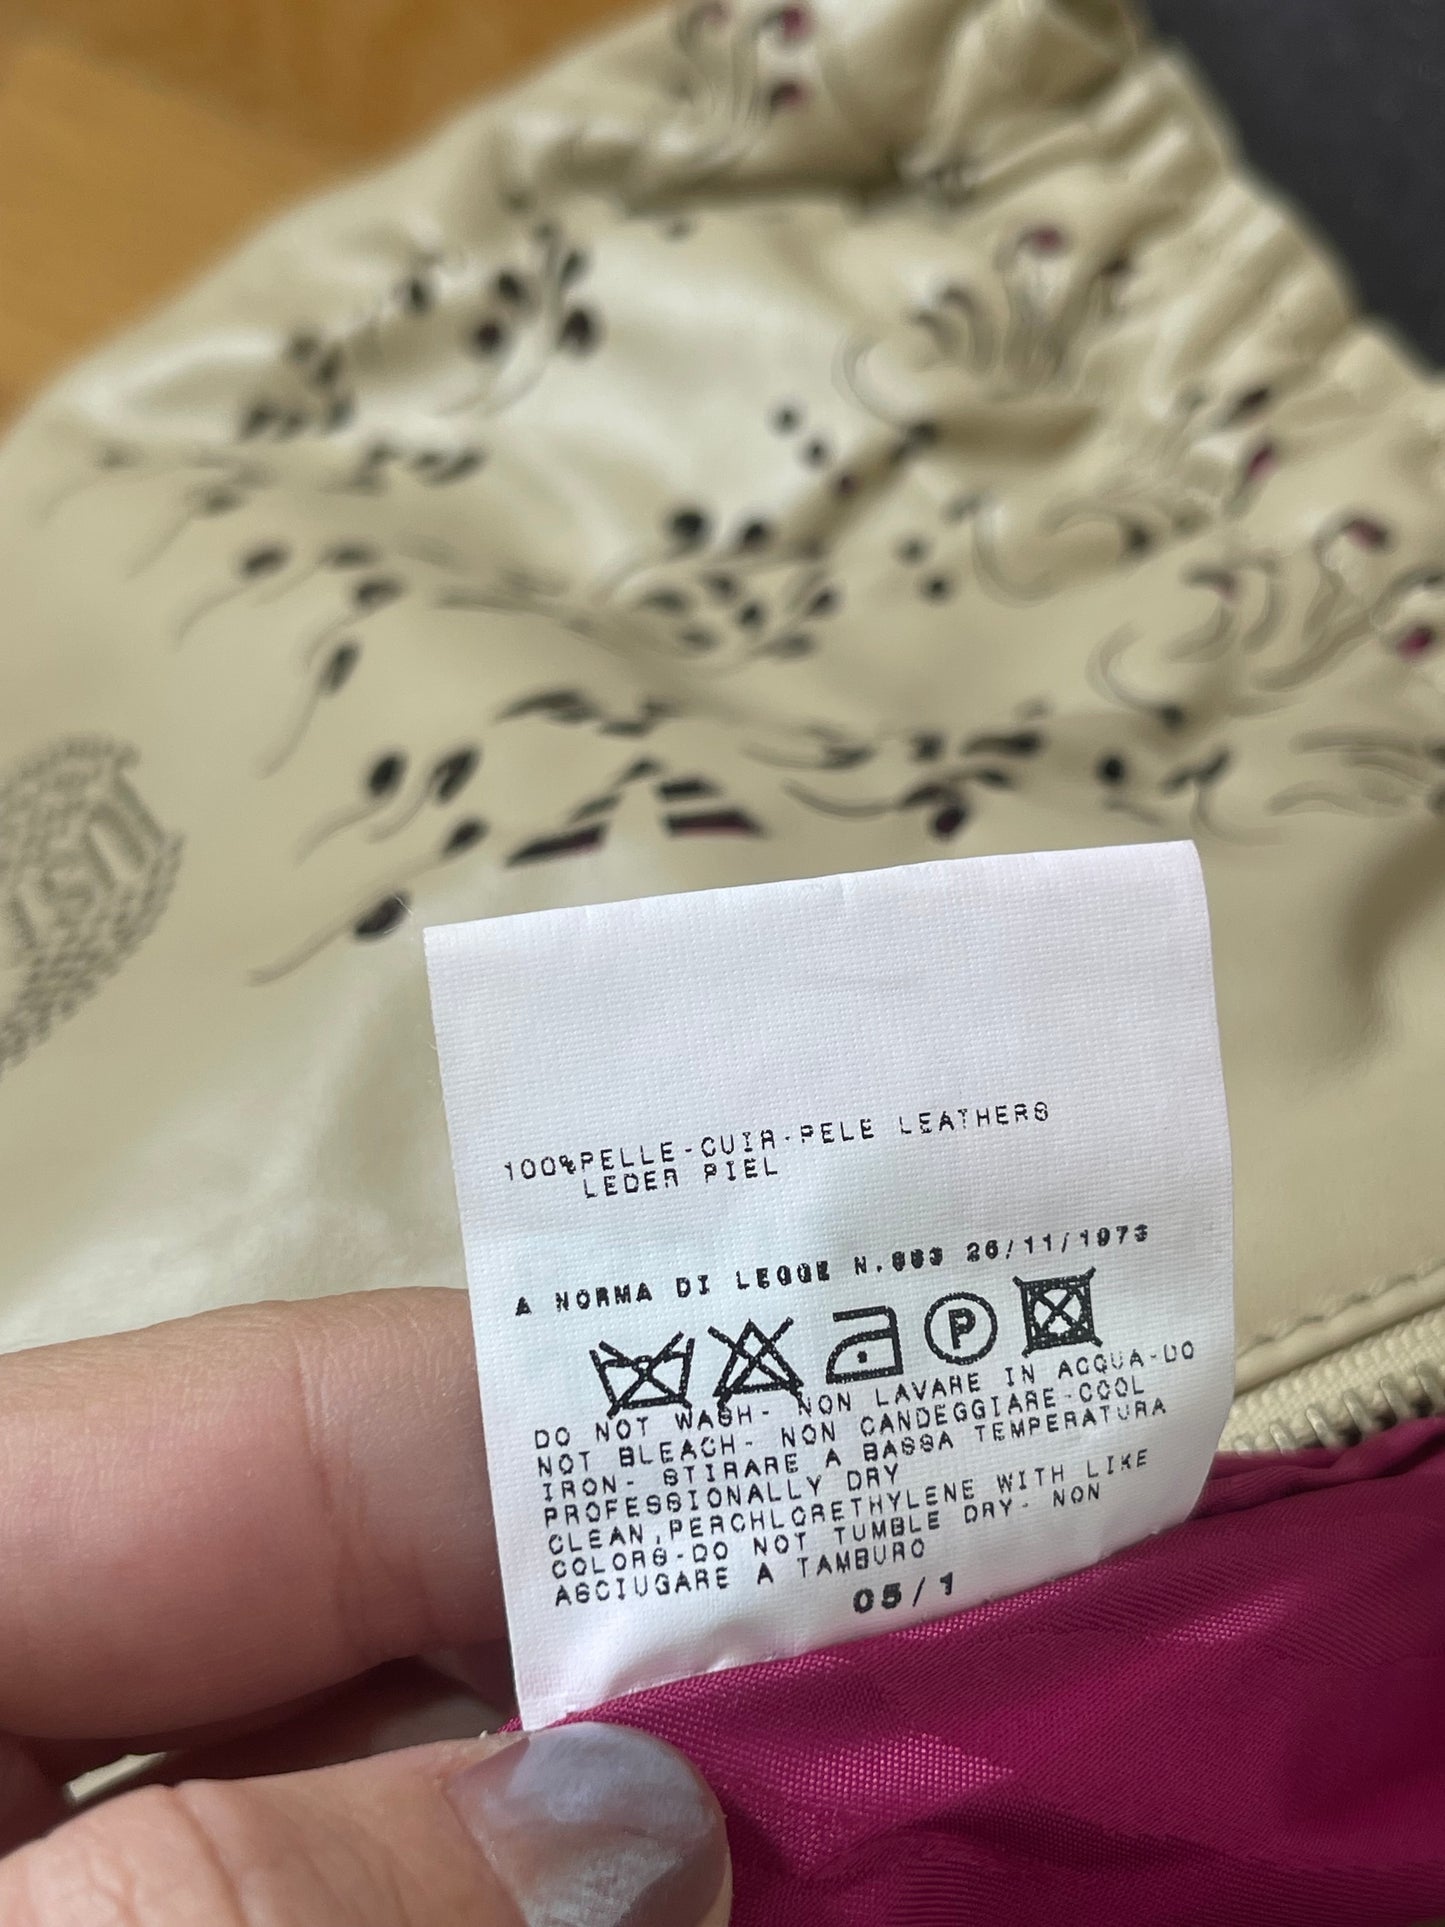 100%PELLE-CUIR-PELE LEATHERS
LEDER PIEL
A NORMA DI LEGGE N.883 26/11/1973
P
DO NOT WASH- NON LAVARE IN ACQUA-DO
NOT BLEACH- NON CANDEGGIARE-COOL
IRON- STIRARE A BASSA TEMPERATURA
PROFESSIONALLY DRY
CLEAN,PERCHLORETHYLENE WITH LIKE
COLORS-DO NOT TUMBLE DRY- NON
ASCIUGARE A TAMBURO
05/1